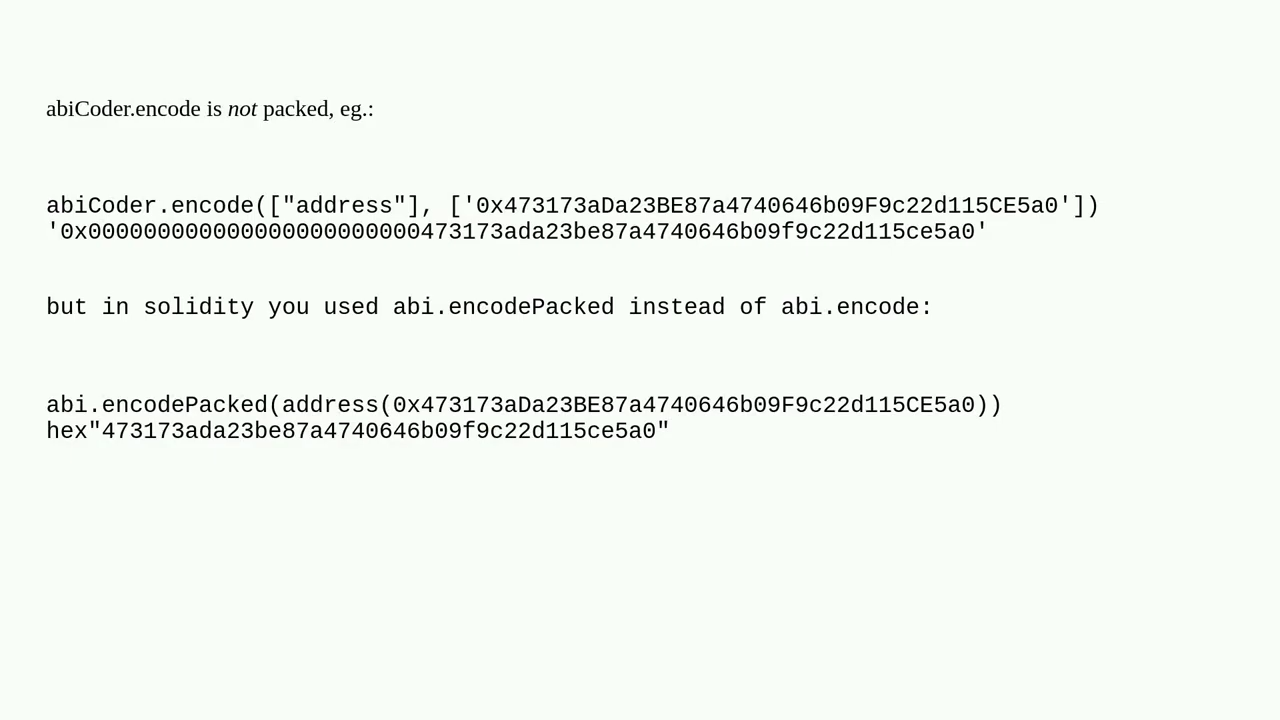 abiCoder.encode is not packed, eg.:
abiCoder.encode(["address"], ['0x473173aDa23BE87a4740646b09F9c22d115CE5a0'])
'0x000000000000000000000000473173ada23be87a4740646b09f9c22d115ce5a0'
but in solidity you used abi.encodePacked instead of abi.encode:
abi.encodePacked(address(0x473173aDa23BE87a4740646b09F9c22d115CE5a0))
hex"473173ada23be87a4740646b09f9c22d115ce5a0"